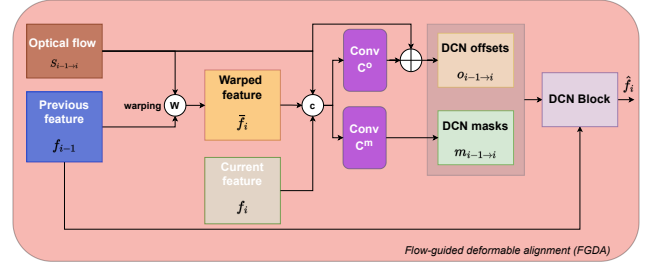 Optical flow
s_{i−1→i}
Previous feature
f_{i−1}
warping
W
Warped feature
f̄_i
Current feature
f_i
c
Conv C^o
Conv C^m
DCN offsets
o_{i−1→i}
DCN masks
m_{i−1→i}
DCN Block
f̂_i
Flow-guided deformable alignment (FGDA)